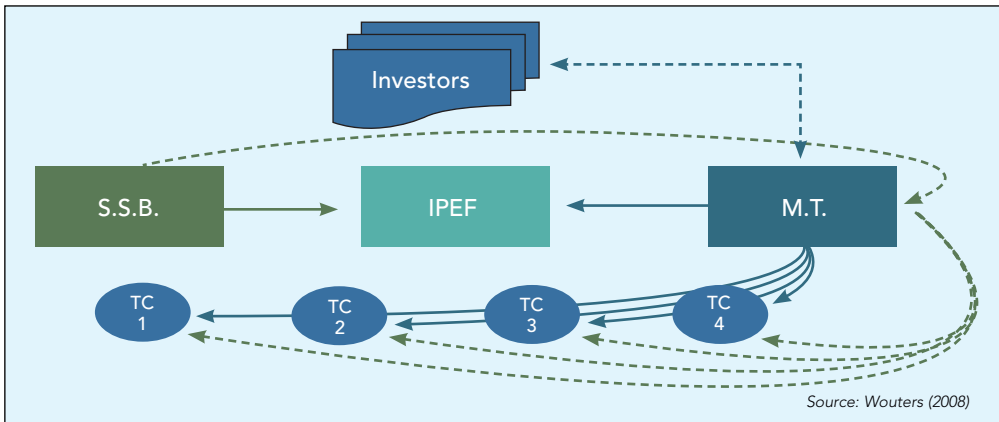 Investors
S.S.B.
IPEF
M.T.
TC
1
TC
2
TC
3
TC
4
Source: Wouters (2008)